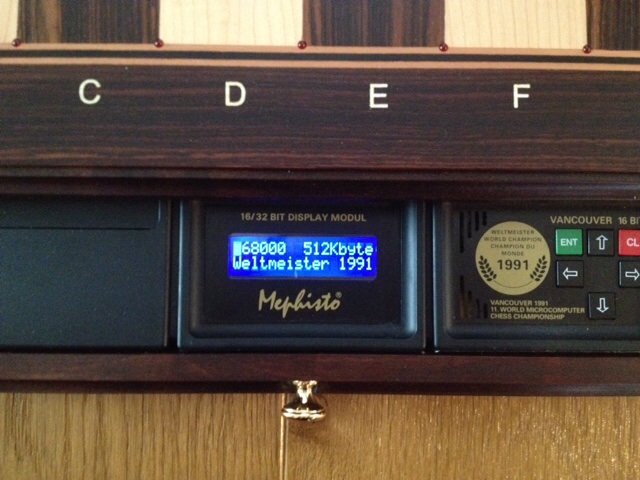 C D E F
16/32 BIT DISPLAY MODUL
68000 512Kbyte
Weltmeister 1991
Mephisto®
VANCOUVER 16 BI
WELTMEISTER
WORLD CHAMPION
CHAMPION DU
MONDE
1991
ENT
CL
VANCOUVER 1991
11. WORLD MICROCOMPUTER
CHESS CHAMPIONSHIP